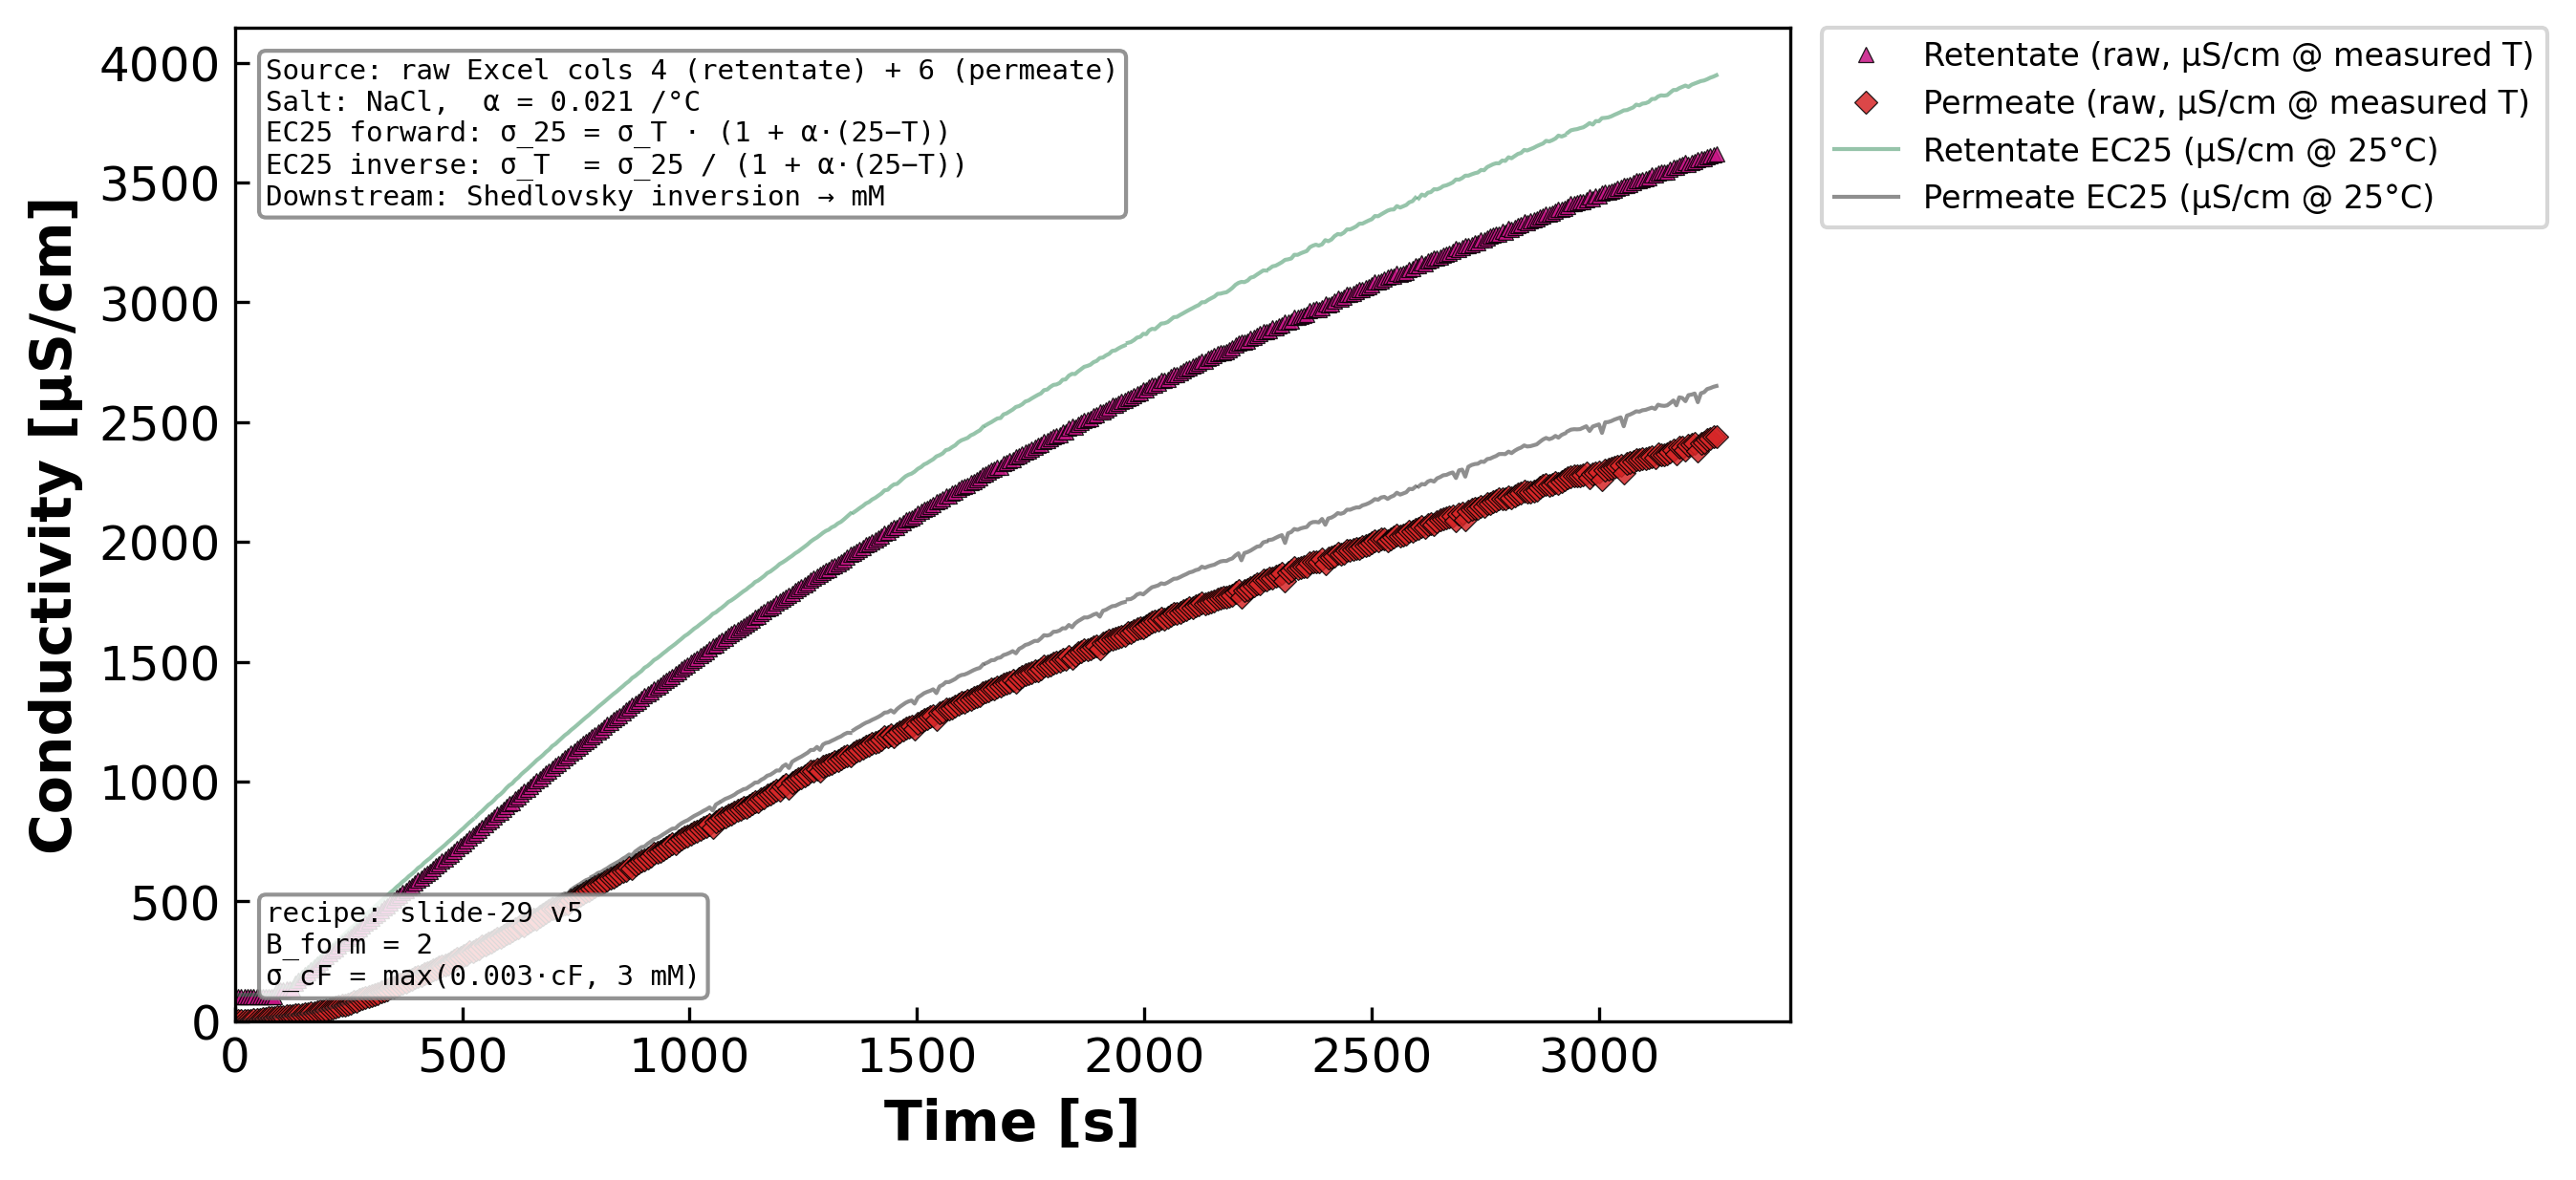 4000
3500
3000
2500
2000
1500
1000
500
0
Conductivity [μS/cm]
Source: raw Excel cols 4 (retentate) + 6 (permeate)
Salt: NaCl,  α = 0.021 /°C
EC25 forward: σ_25 = σ_T · (1 + α·(25−T))
EC25 inverse: σ_T  = σ_25 / (1 + α·(25−T))
Downstream: Shedlovsky inversion → mM
recipe: slide-29 v5
B_form = 2
σ_cF = max(0.003·cF, 3 mM)
0 500 1000 1500 2000 2500 3000
Time [s]
Retentate (raw, μS/cm @ measured T)
Permeate (raw, μS/cm @ measured T)
Retentate EC25 (μS/cm @ 25°C)
Permeate EC25 (μS/cm @ 25°C)